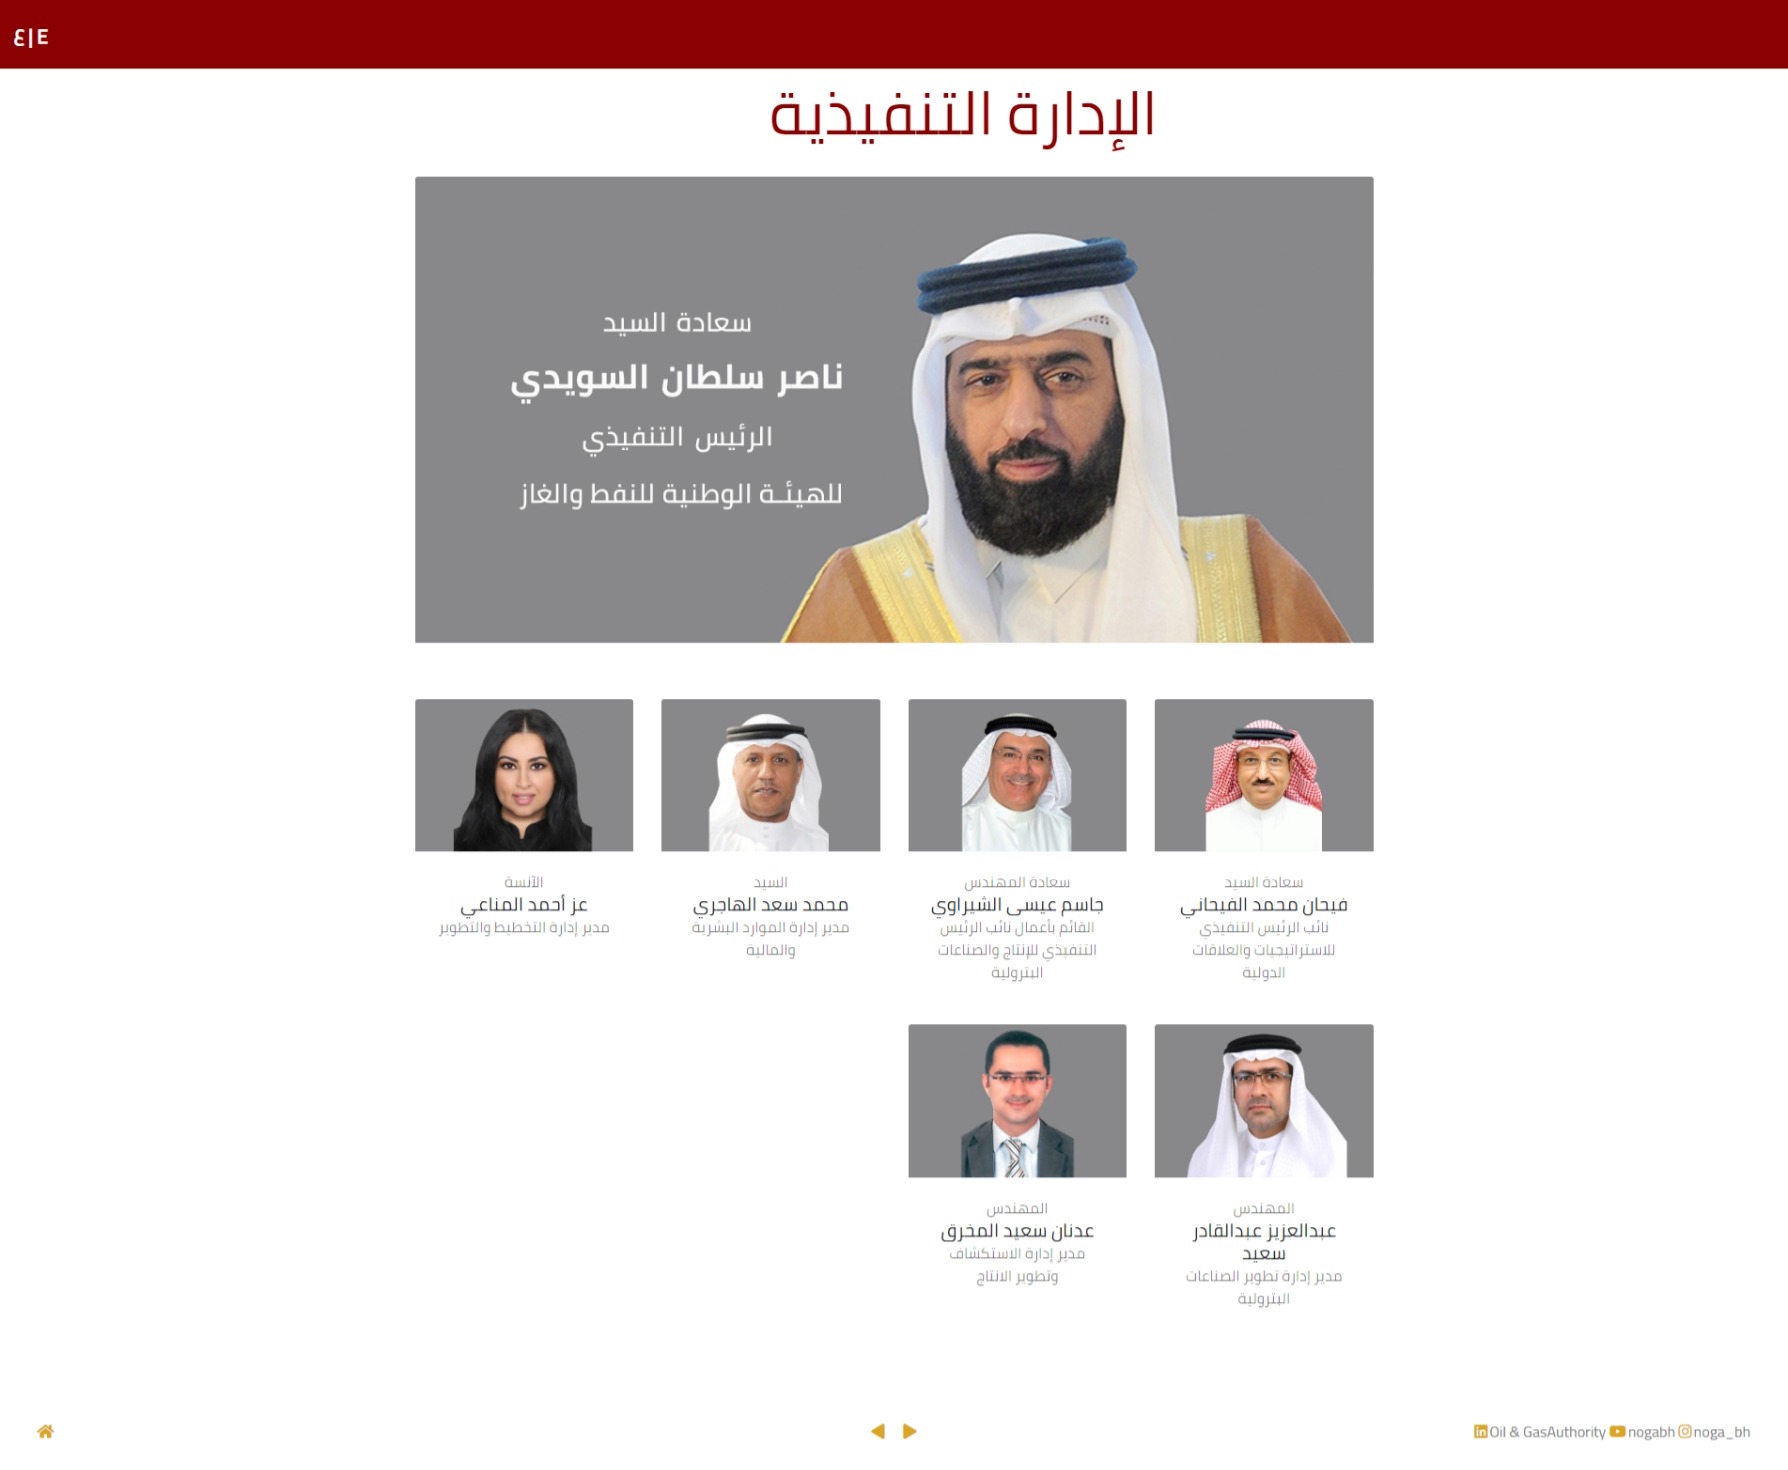 ع|E
الإدارة التنفيذية
سعادة السيد
ناصر سلطان السويدي
الرئيس التنفيذي
للهيئـة الوطنية للنفط والغاز
سعادة السيد
فيحان محمد الفيحاني
نائب الرئيس التنفيذي
للاستراتيجيات والعلاقات
الدولية
سعادة المهندس
جاسم عيسى الشيراوي
القائم بأعمال نائب الرئيس
التنفيذي للإنتاج والصناعات
البترولية
السيد
محمد سعد الهاجري
مدير إدارة الموارد البشرية
والمالية
الآنسة
عز أحمد المناعي
مدير إدارة التخطيط والتطوير
المهندس
عبدالعزيز عبدالقادر
سعيد
مدير إدارة تطوير الصناعات
البترولية
المهندس
عدنان سعيد المخرق
مدير إدارة الاستكشاف
وتطوير الانتاج
Oil & GasAuthority nogabh noga_bh